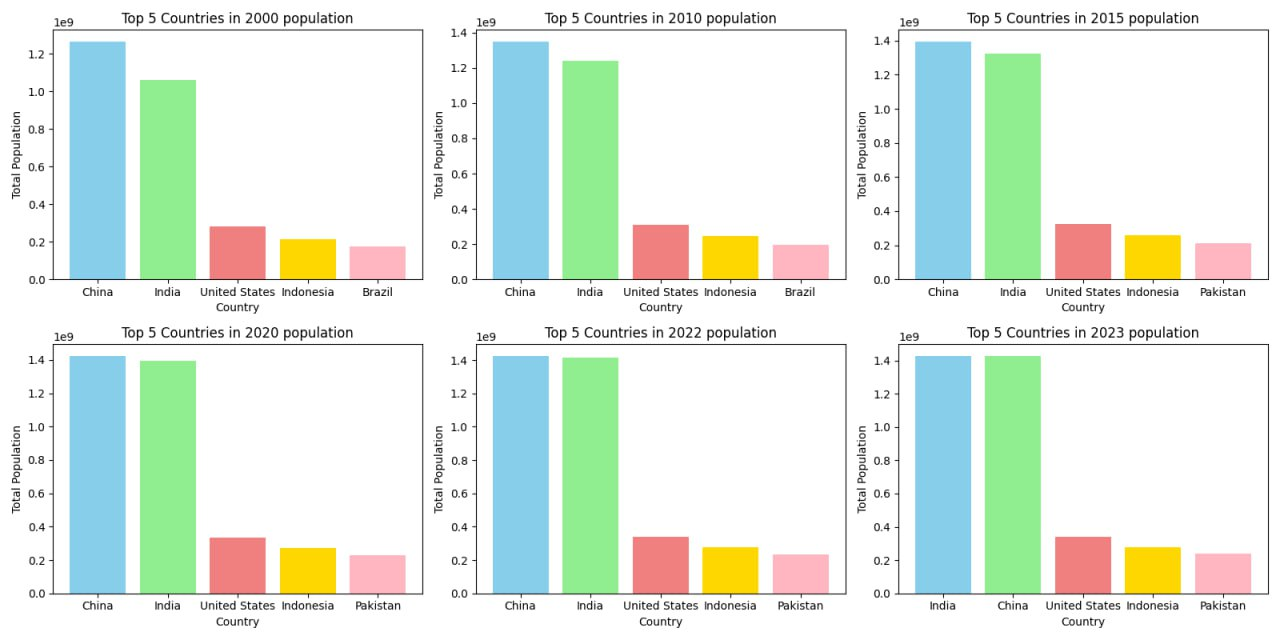 Top 5 Countries in 2000 population
1e9
1.2
1.0
0.8
0.6
0.4
0.2
0.0
Total Population
China India United States Indonesia Brazil
Country
Top 5 Countries in 2010 population
1e9
1.4
1.2
1.0
0.8
0.6
0.4
0.2
0.0
Total Population
China India United States Indonesia Brazil
Country
Top 5 Countries in 2015 population
1e9
1.4
1.2
1.0
0.8
0.6
0.4
0.2
0.0
Total Population
China India United States Indonesia Pakistan
Country
Top 5 Countries in 2020 population
1e9
1.4
1.2
1.0
0.8
0.6
0.4
0.2
0.0
Total Population
China India United States Indonesia Pakistan
Country
Top 5 Countries in 2022 population
1e9
1.4
1.2
1.0
0.8
0.6
0.4
0.2
0.0
Total Population
China India United States Indonesia Pakistan
Country
Top 5 Countries in 2023 population
1e9
1.4
1.2
1.0
0.8
0.6
0.4
0.2
0.0
Total Population
India China United States Indonesia Pakistan
Country